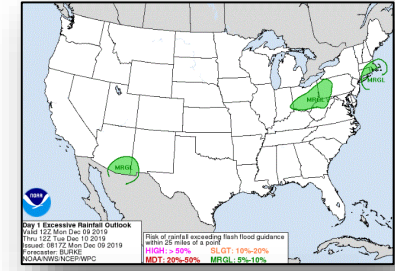 MRGL
MRGL
MRGL
NOAA
Day 1 Excessive Rainfall Outlook
Valid 12Z Mon Dec 09 2019
Thru 12Z Tue Dec 10 2019
Issued: 0817Z Mon Dec 09 2019
Forecaster: BURKE
NOAA/NWS/NCEP/WPC
Risk of rainfall exceeding flash flood guidance
within 25 miles of a point
HIGH: > 50% SLGT: 10%-20%
MDT: 20%-50% MRGL: 5%-10%